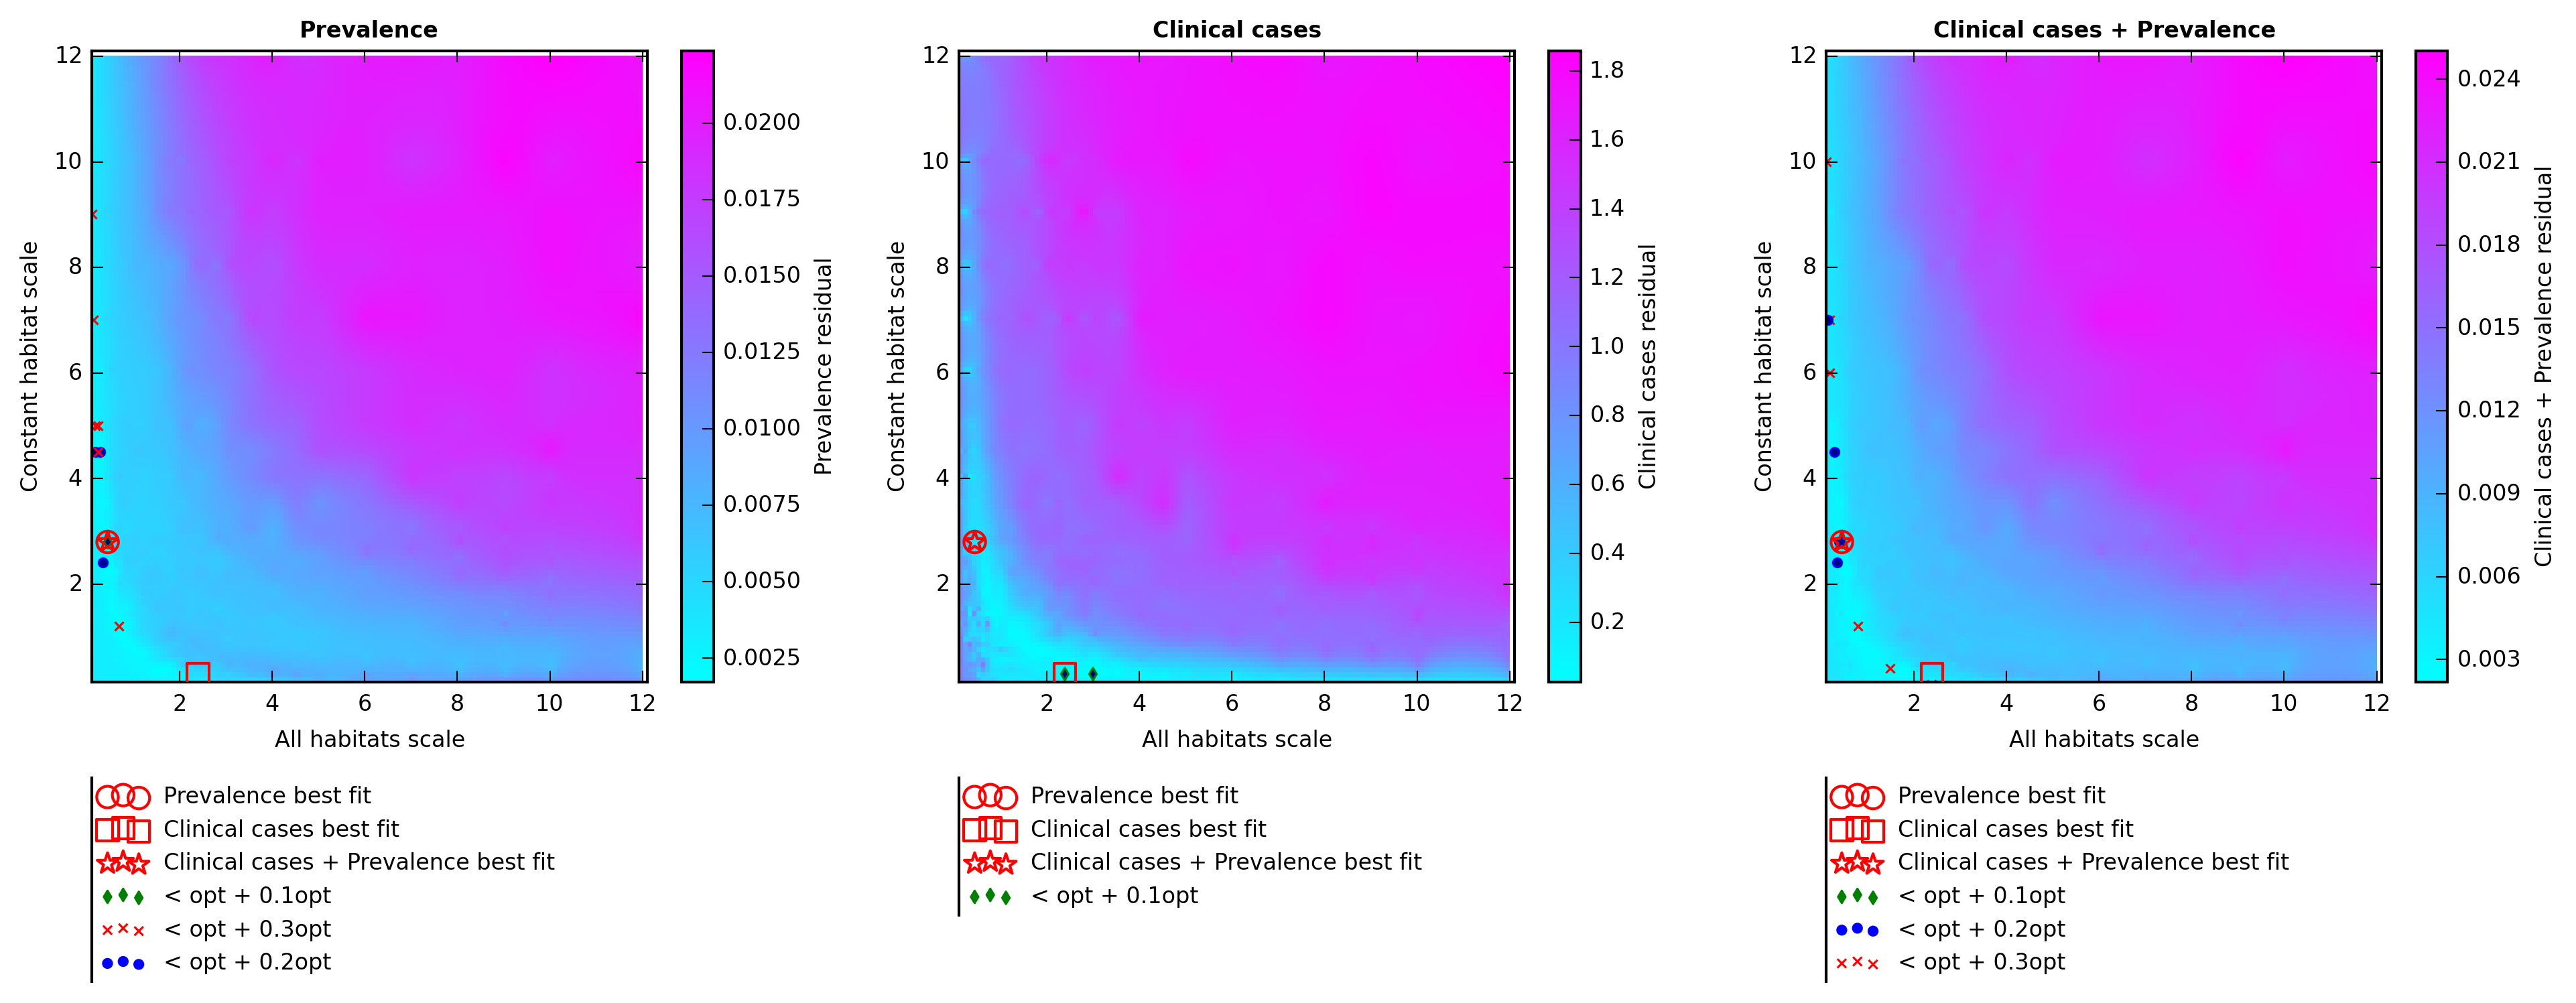 Prevalence
Clinical cases
Clinical cases + Prevalence
12
10
8
6
4
2
2 4 6 8 10 12
Constant habitat scale
All habitats scale
0.0200
0.0175
0.0150
0.0125
0.0100
0.0075
0.0050
0.0025
Prevalence residual
12
10
8
6
4
2
2 4 6 8 10 12
Constant habitat scale
All habitats scale
1.8
1.6
1.4
1.2
1.0
0.8
0.6
0.4
0.2
Clinical cases residual
12
10
8
6
4
2
2 4 6 8 10 12
Constant habitat scale
All habitats scale
0.024
0.021
0.018
0.015
0.012
0.009
0.006
0.003
Clinical cases + Prevalence residual
Prevalence best fit
Clinical cases best fit
Clinical cases + Prevalence best fit
< opt + 0.1opt
< opt + 0.3opt
< opt + 0.2opt
Prevalence best fit
Clinical cases best fit
Clinical cases + Prevalence best fit
< opt + 0.1opt
Prevalence best fit
Clinical cases best fit
Clinical cases + Prevalence best fit
< opt + 0.1opt
< opt + 0.2opt
< opt + 0.3opt